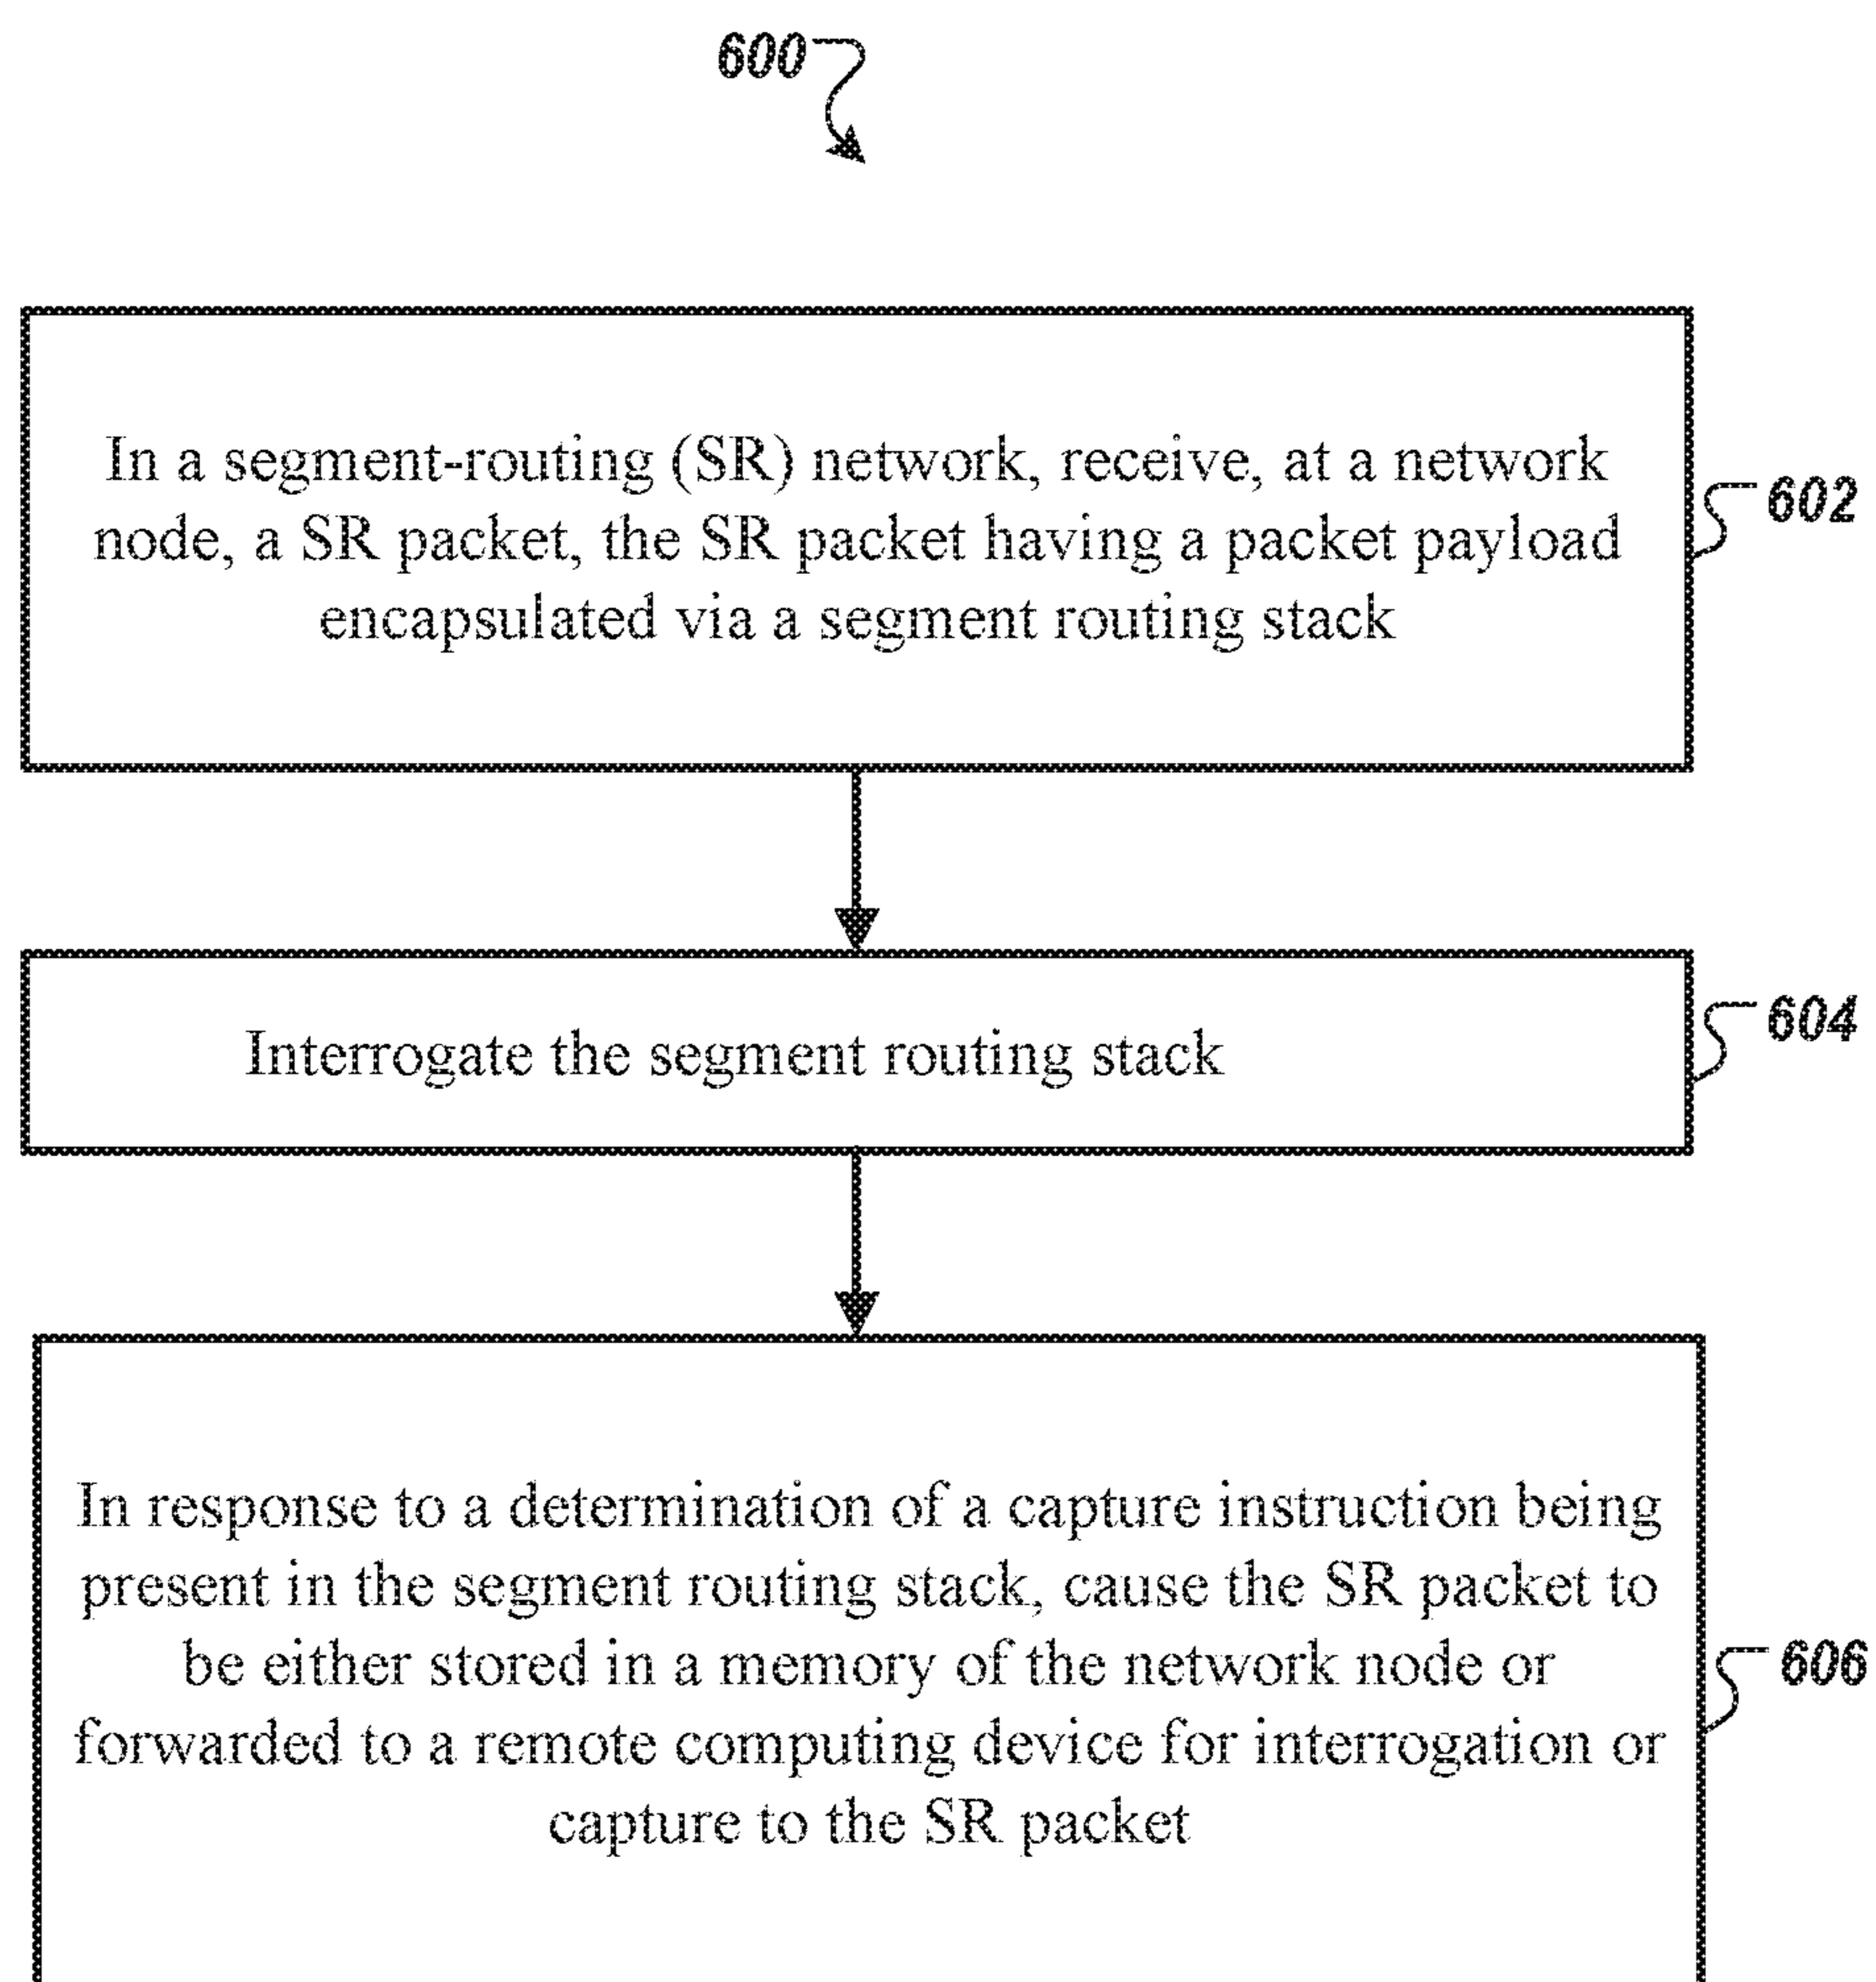 600
In a segment-routing (SR) network, receive, at a network
node, a SR packet, the SR packet having a packet payload
encapsulated via a segment routing stack
602
Interrogate the segment routing stack
604
In response to a determination of a capture instruction being
present in the segment routing stack, cause the SR packet to
be either stored in a memory of the network node or
forwarded to a remote computing device for interrogation or
capture to the SR packet
606